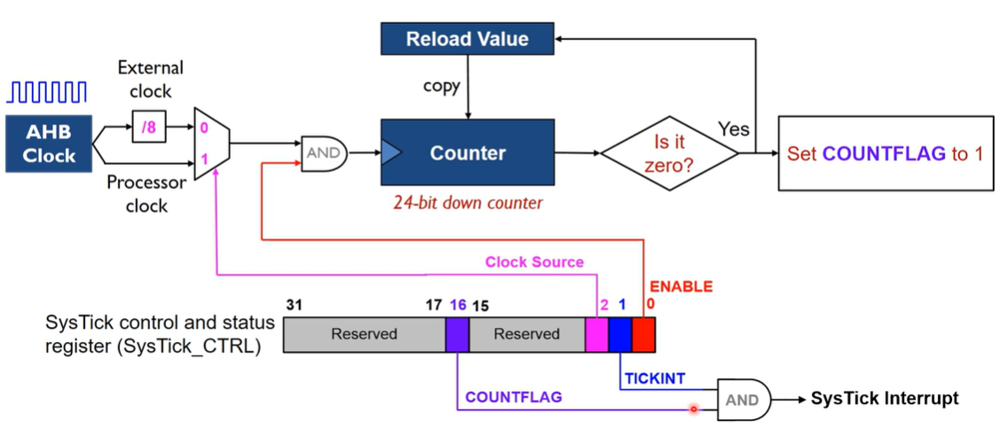 Reload Value
External
clock
copy
/8
0
AHB
Clock
1
AND
Counter
Is it
zero?
Yes
Set COUNTFLAG to 1
Processor
clock
24-bit down counter
Clock Source
ENABLE
31
17
16
15
2
1
0
SysTick control and status
register (SysTick_CTRL)
Reserved
Reserved
TICKINT
COUNTFLAG
AND
SysTick Interrupt